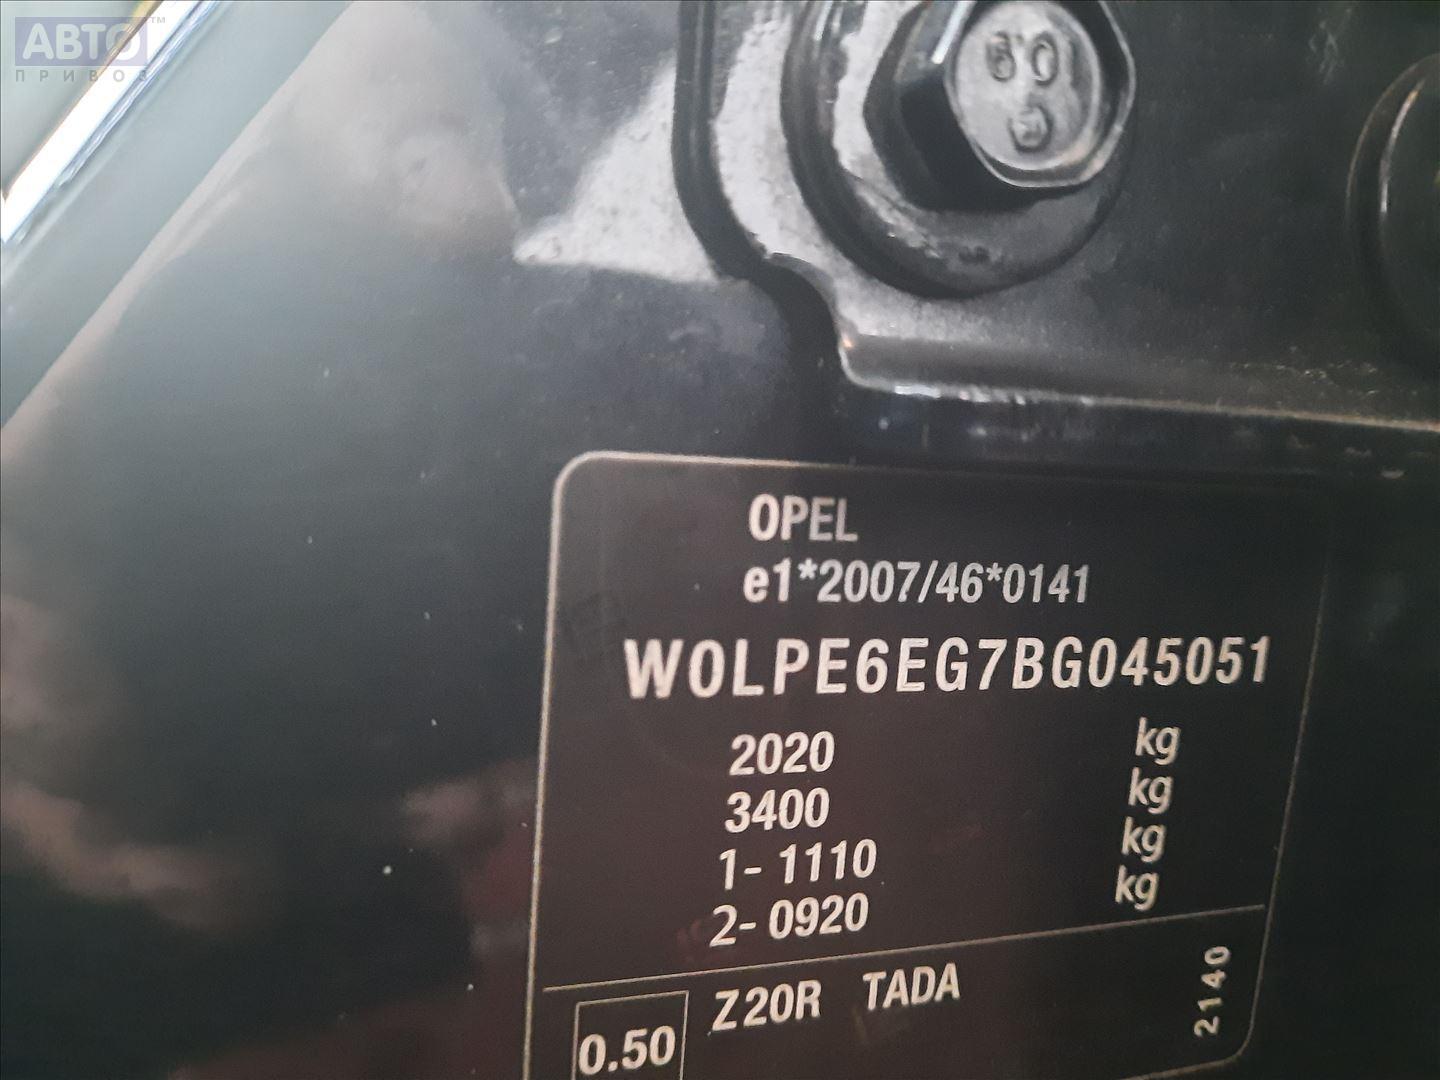 АВТО™
ПРИВОЗ
OPEL
e1*2007/46*0141
W0LPE6EG7BG045051
2020 kg
3400 kg
1- 1110 kg
2- 0920 kg
0.50 Z20R TADA 2140